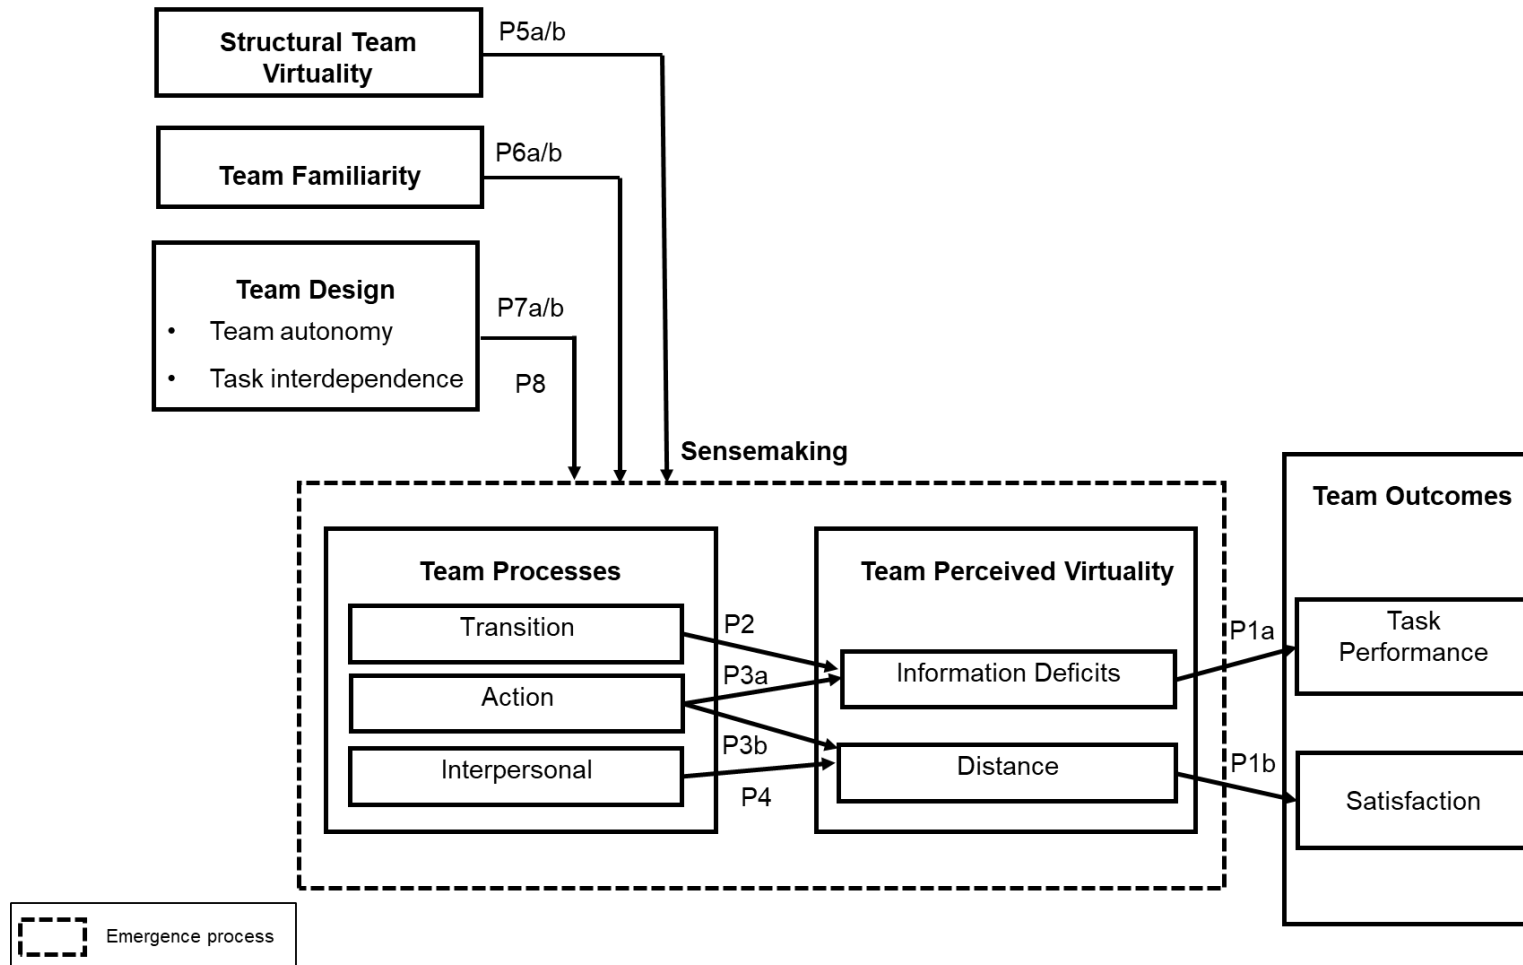 Structural Team
Virtuality
P5a/b
Team Familiarity
P6a/b
Team Design
• Team autonomy
• Task interdependence
P7a/b
P8
Sensemaking
Team Processes
Transition
Action
Interpersonal
P2
P3a
P3b
P4
Team Perceived Virtuality
Information Deficits
Distance
P1a
P1b
Team Outcomes
Task
Performance
Satisfaction
Emergence process